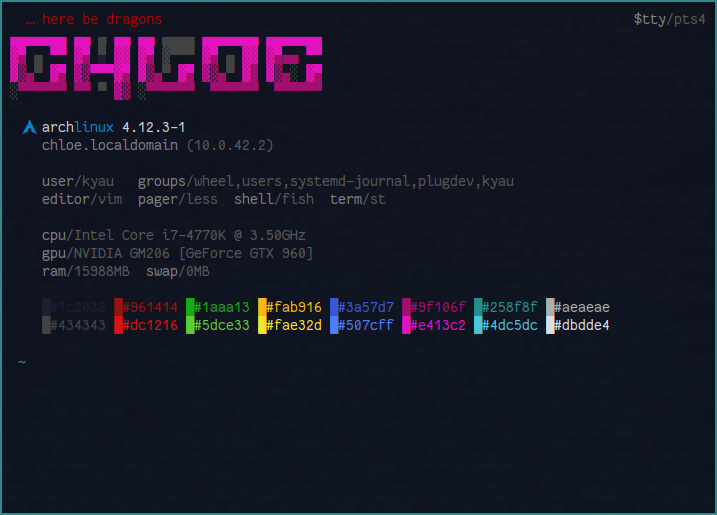 ... here be dragons
$tty/pts4
CHLOE
archlinux 4.12.3-1
chloe.localdomain (10.0.42.2)
user/kyau groups/wheel,users,systemd-journal,plugdev,kyau
editor/vim pager/less shell/fish term/st
cpu/Intel Core i7-4770K @ 3.50GHz
gpu/NVIDIA GM206 [GeForce GTX 960]
ram/15988MB swap/0MB
#1c2032 #961414 #1aaa13 #fab916 #3a57d7 #9f106f #258f8f #aeaeae
#434343 #dc1216 #5dce33 #fae32d #507cff #e413c2 #4dc5dc #dbdde4
~